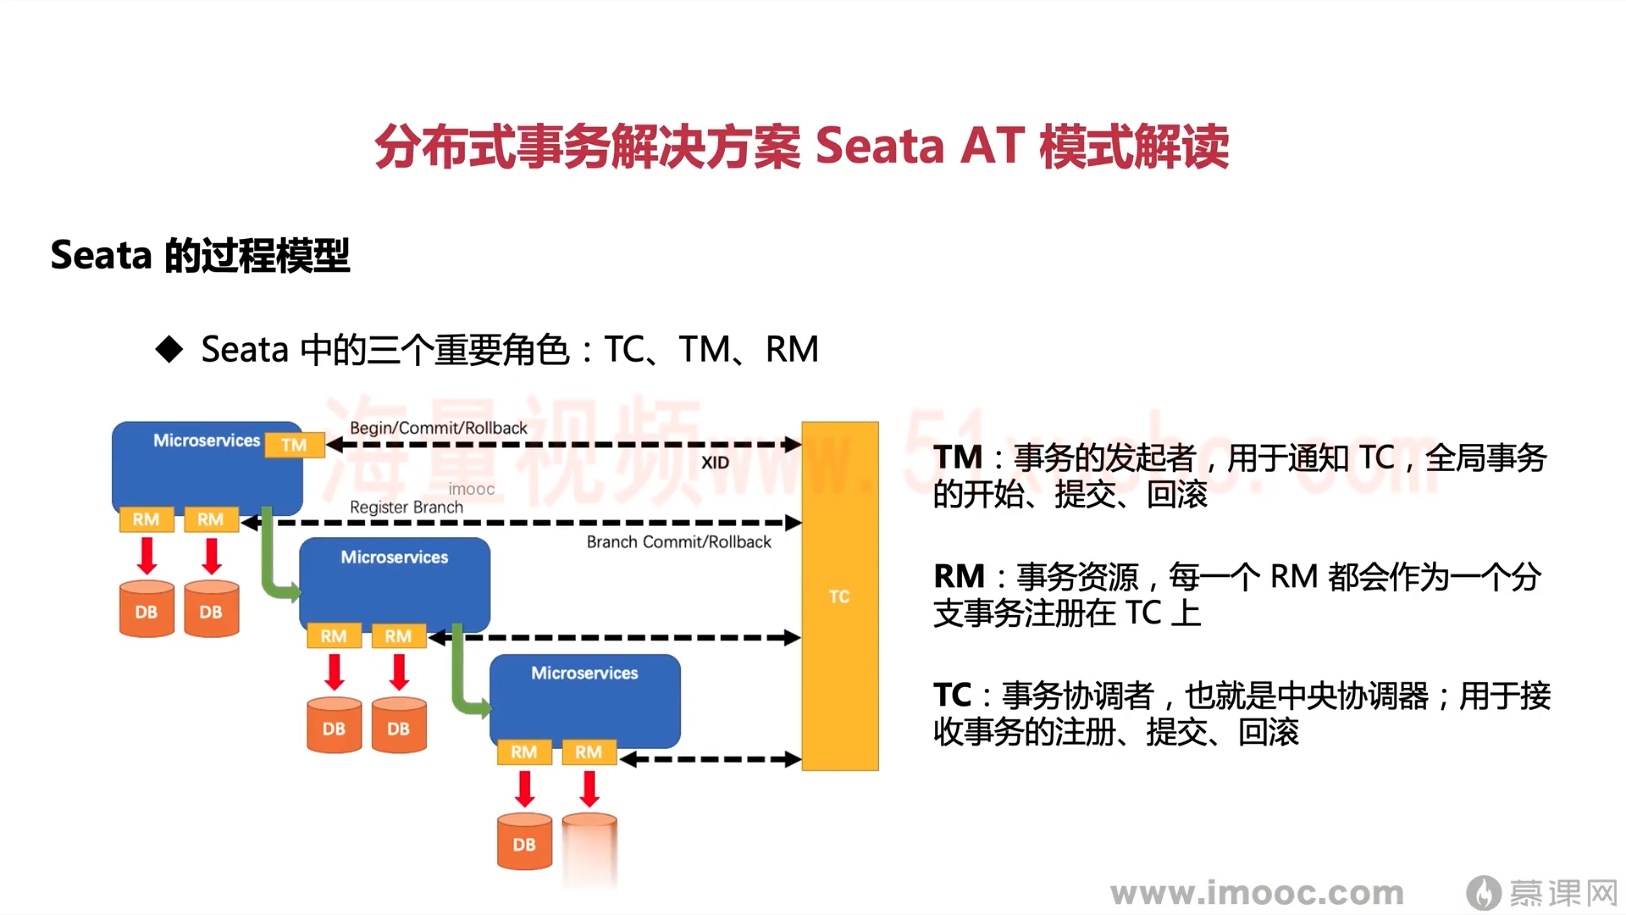 分布式事务解决方案 Seata AT 模式解读
Seata 的过程模型
◆ Seata 中的三个重要角色：TC、TM、RM
海量视频www.51xuebc.com
Microservices
TM
Begin/Commit/Rollback
XID
imooc
Register Branch
Branch Commit/Rollback
RM
RM
DB
DB
Microservices
RM
RM
DB
DB
Microservices
RM
RM
DB
TC
TM：事务的发起者，用于通知 TC，全局事务
的开始、提交、回滚
RM：事务资源，每一个 RM 都会作为一个分
支事务注册在 TC 上
TC：事务协调者，也就是中央协调器；用于接
收事务的注册、提交、回滚
www.imooc.com
慕课网